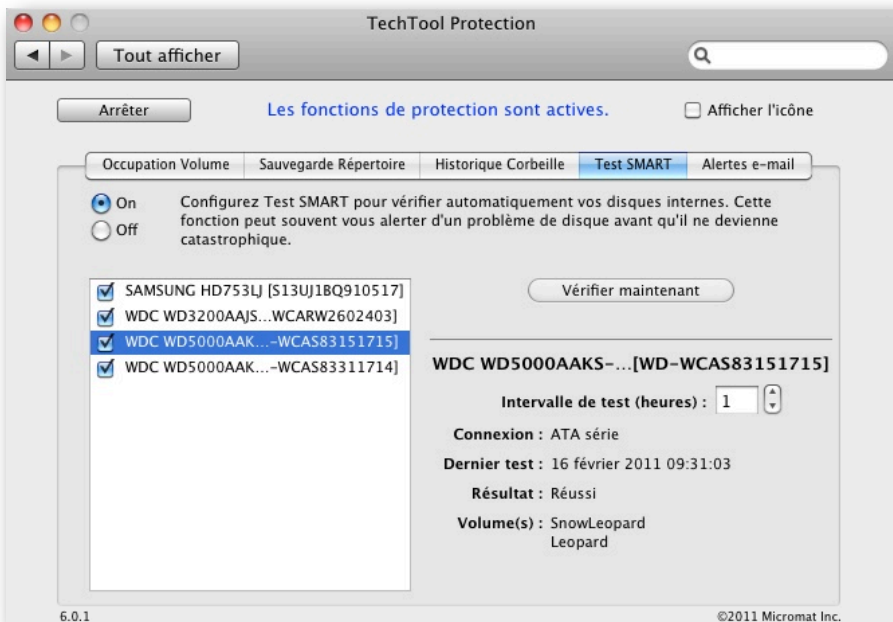 TechTool Protection
Tout afficher
Arrêter
Les fonctions de protection sont actives.
Afficher l'icône
Occupation Volume
Sauvegarde Répertoire
Historique Corbeille
Test SMART
Alertes e-mail
On
Off
Configurez Test SMART pour vérifier automatiquement vos disques internes. Cette
fonction peut souvent vous alerter d'un problème de disque avant qu'il ne devienne
catastrophique.
SAMSUNG HD753LJ [S13UJ1BQ910517]
WDC WD3200AAJS...WCARW2602403]
WDC WD5000AAK...-WCAS83151715]
WDC WD5000AAK...-WCAS83311714]
Vérifier maintenant
WDC WD5000AAKS-...[WD-WCAS83151715]
Intervalle de test (heures) : 1
Connexion : ATA série
Dernier test : 16 février 2011 09:31:03
Résultat : Réussi
Volume(s) : SnowLeopard
Leopard
6.0.1
©2011 Micromat Inc.